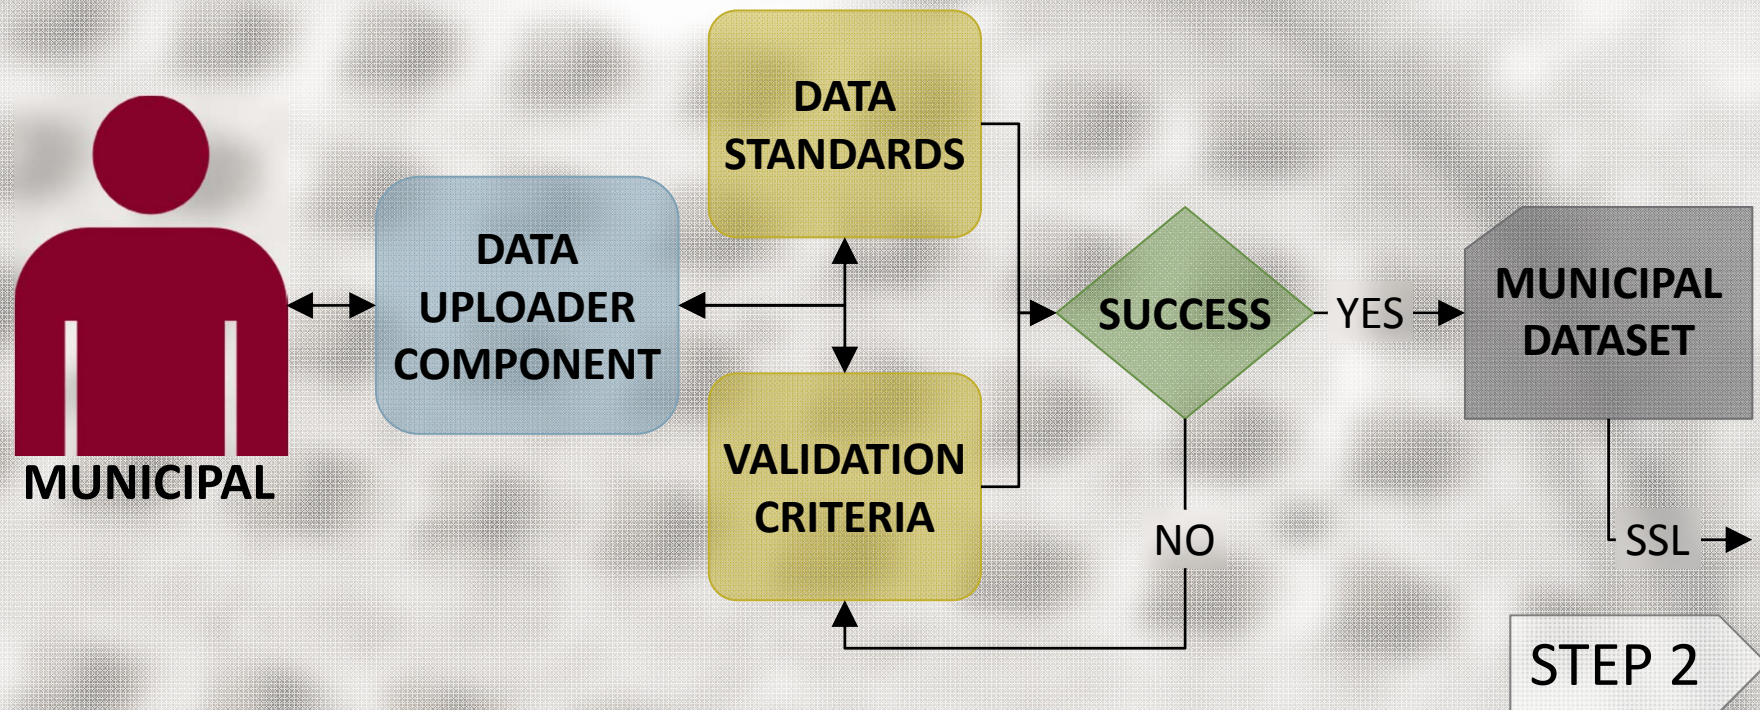 MUNICIPAL
DATA
UPLOADER
COMPONENT
DATA
STANDARDS
VALIDATION
CRITERIA
SUCCESS
YES
NO
MUNICIPAL
DATASET
SSL
STEP 2